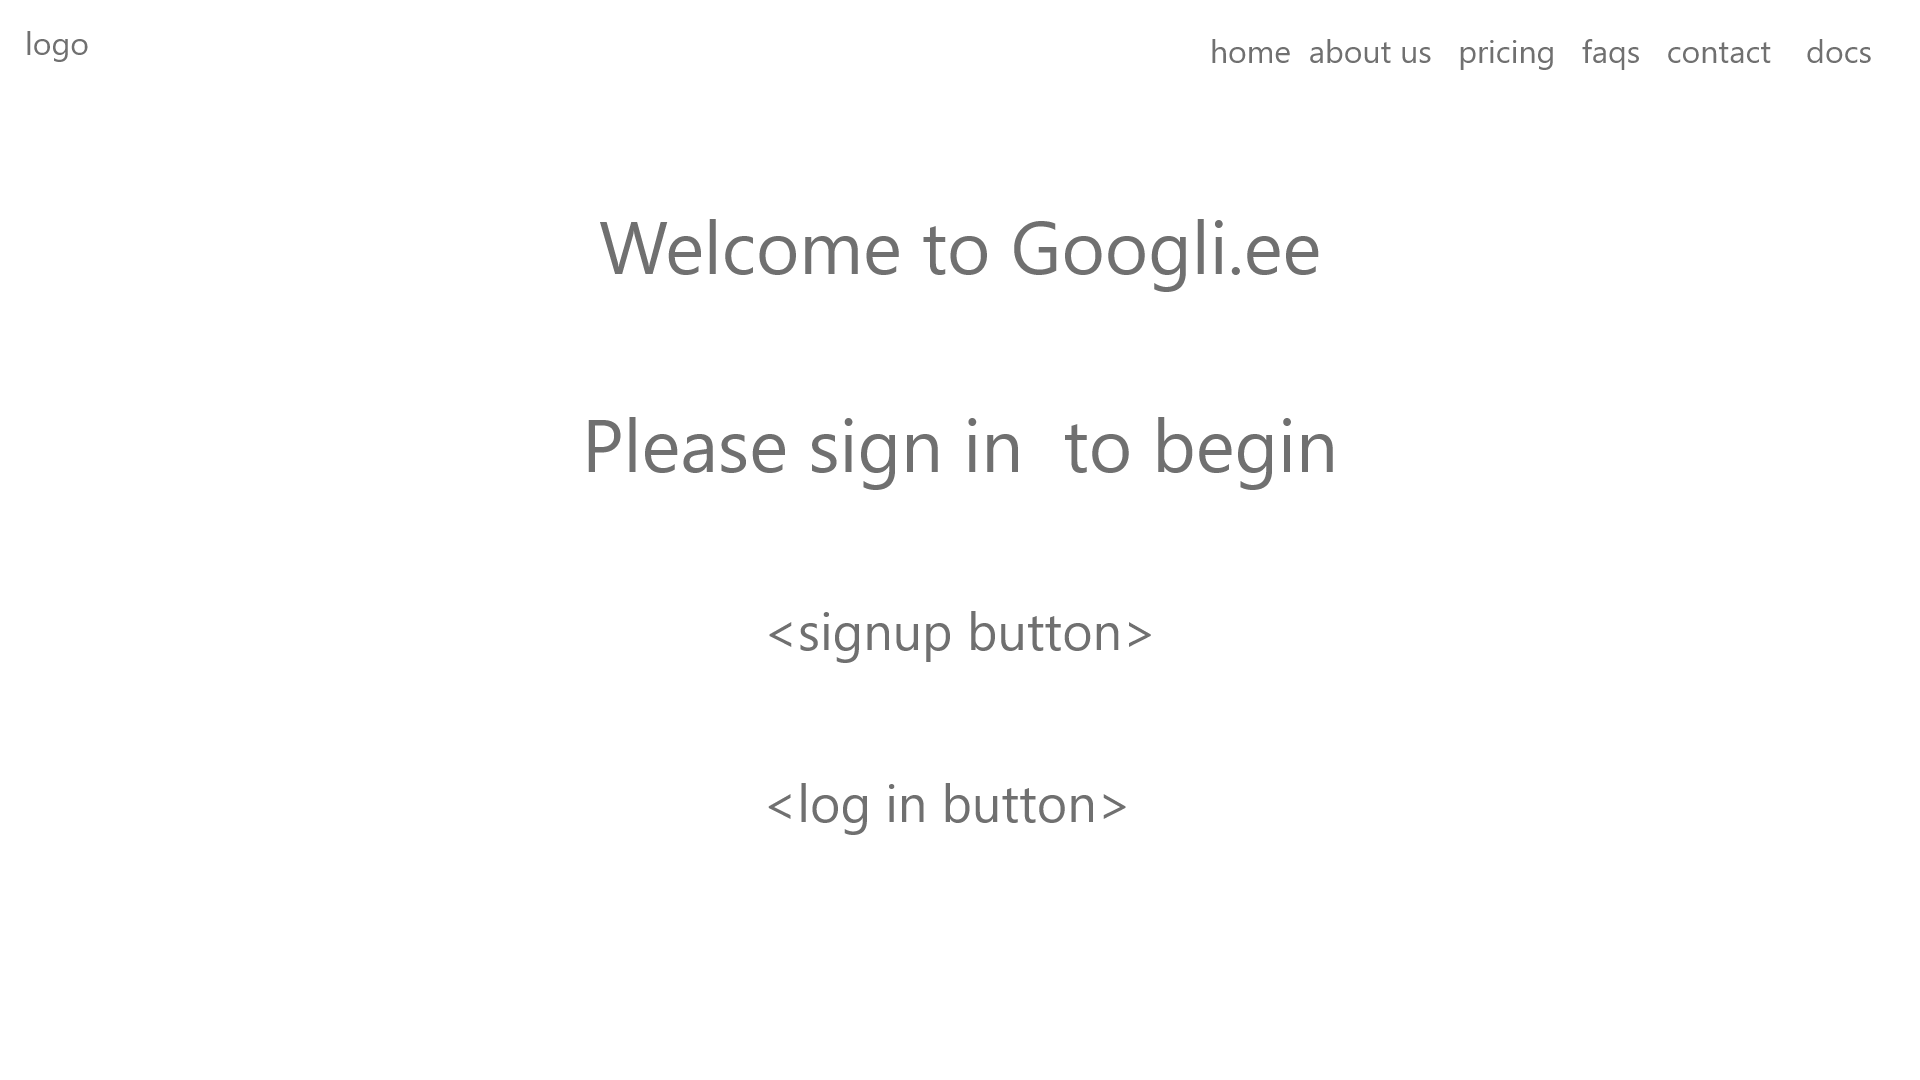 logo
home about us pricing faqs contact docs
Welcome to Googli.ee
Please sign in  to begin
<signup button>
<log in button>